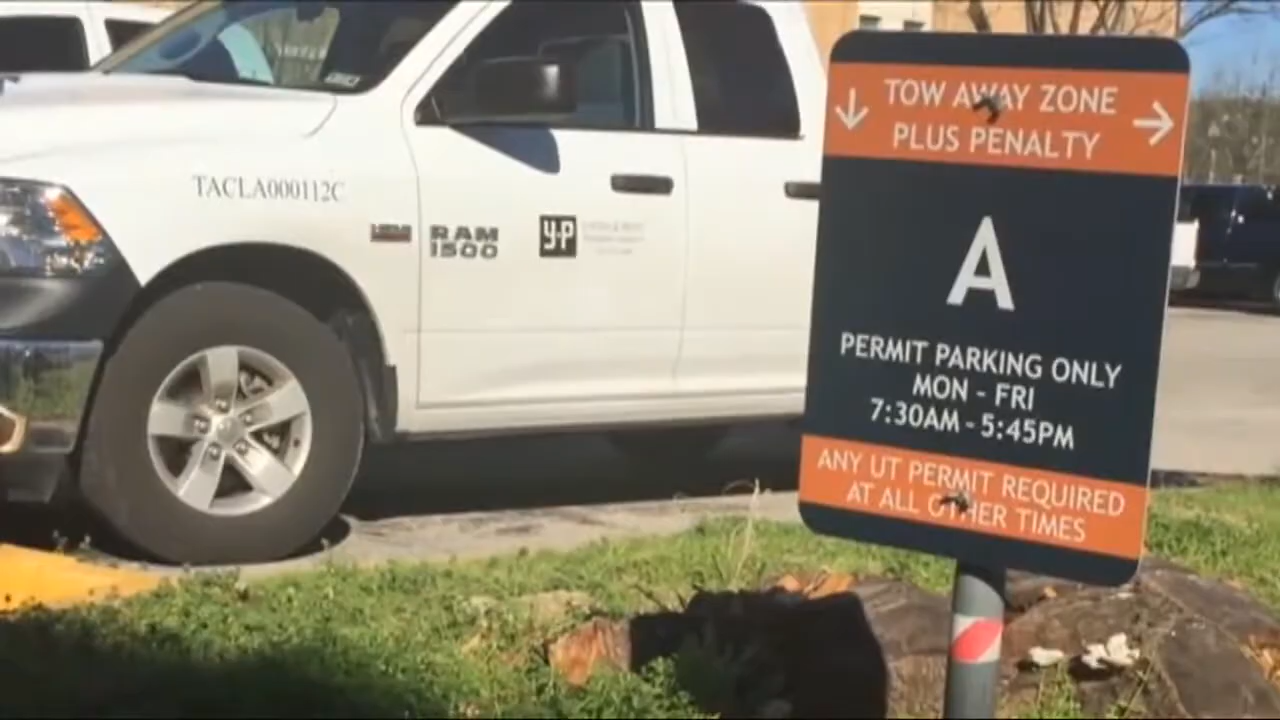 TACLA000112C
HEMI
RAM
1500
y-P
TOW AWAY ZONE
PLUS PENALTY
A
PERMIT PARKING ONLY
MON - FRI
7:30AM - 5:45PM
ANY UT PERMIT REQUIRED
AT ALL OTHER TIMES